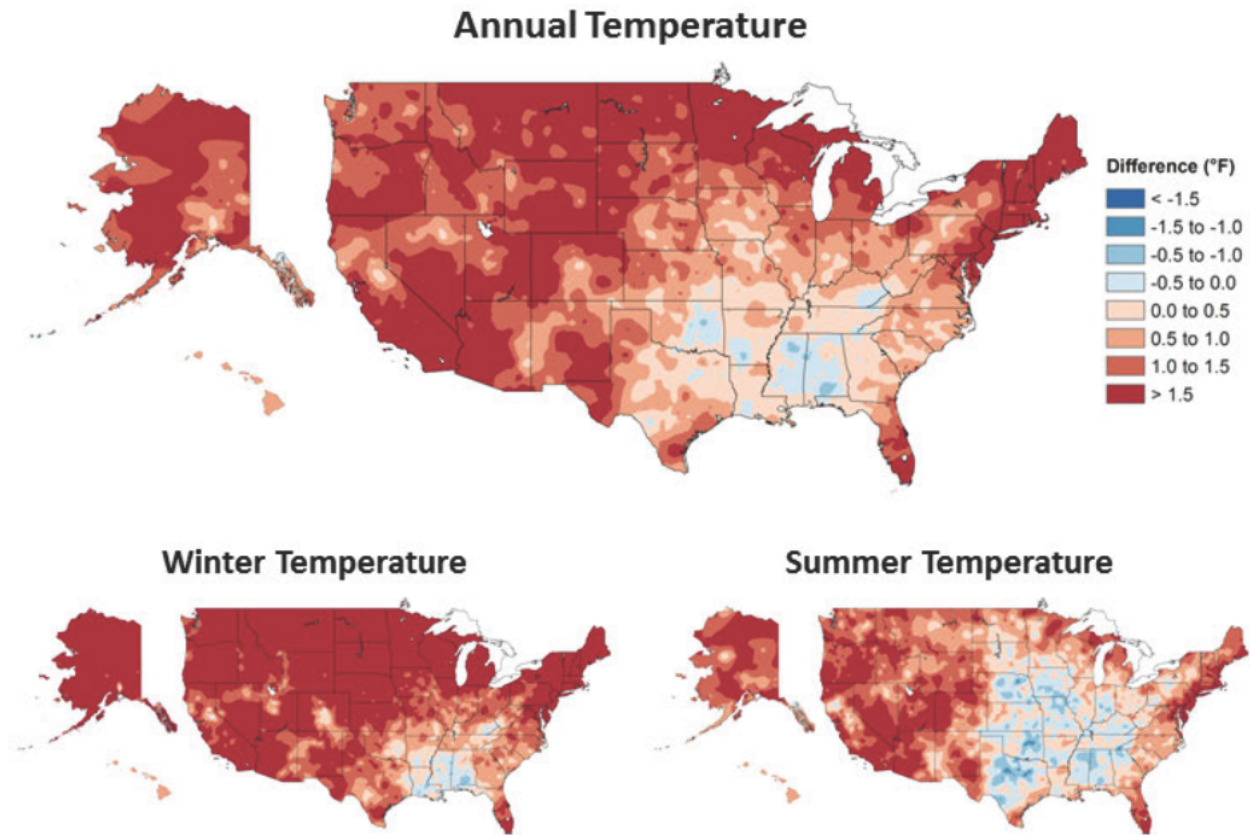 Annual Temperature
Difference (°F)
< -1.5
-1.5 to -1.0
-0.5 to -1.0
-0.5 to 0.0
0.0 to 0.5
0.5 to 1.0
1.0 to 1.5
> 1.5
Winter Temperature
Summer Temperature